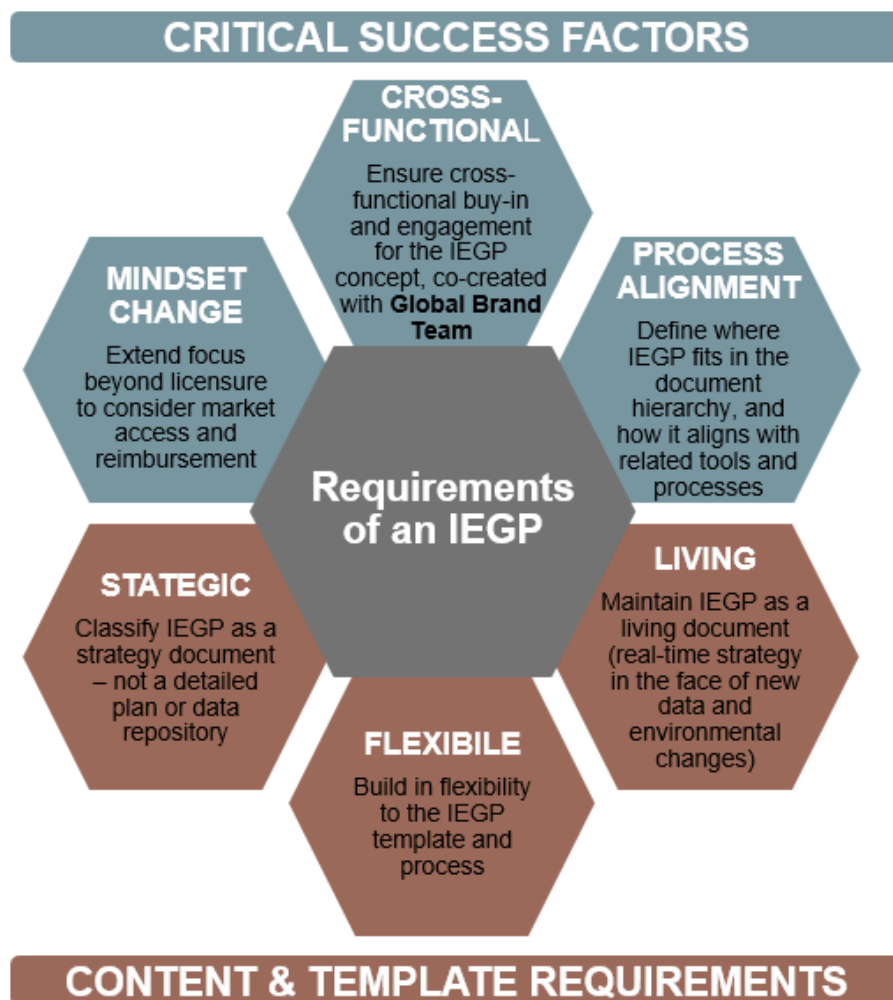 CRITICAL SUCCESS FACTORS
CROSS-
FUNCTIONAL
Ensure cross-
functional buy-in
and engagement
for the IEGP
concept, co-created
with Global Brand
Team
MINDSET
CHANGE
Extend focus
beyond licensure
to consider market
access and
reimbursement
PROCESS
ALIGNMENT
Define where
IEGP fits in the
document
hierarchy, and
how it aligns with
related tools and
processes
Requirements
of an IEGP
STATEGIC
Classify IEGP as a
strategy document
– not a detailed
plan or data
repository
LIVING
Maintain IEGP as a
living document
(real-time strategy
in the face of new
data and
environmental
changes)
FLEXIBILE
Build in flexibility
to the IEGP
template and
process
CONTENT & TEMPLATE REQUIREMENTS